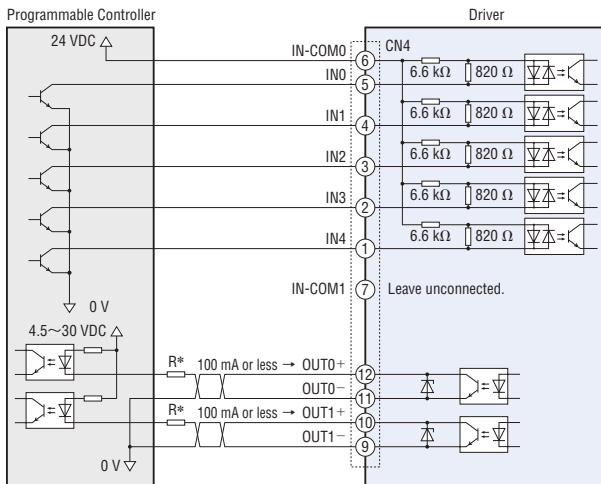 Programmable Controller
Driver
24 VDC
IN-COM0
CN4
6
6.6 kΩ
820 Ω
IN0
5
6.6 kΩ
820 Ω
IN1
4
6.6 kΩ
820 Ω
IN2
3
6.6 kΩ
820 Ω
IN3
2
6.6 kΩ
820 Ω
IN4
1
0 V
IN-COM1
7
Leave unconnected.
4.5~30 VDC
R*
100 mA or less → OUT0+
12
OUT0−
11
R*
100 mA or less → OUT1+
10
OUT1−
9
0 V